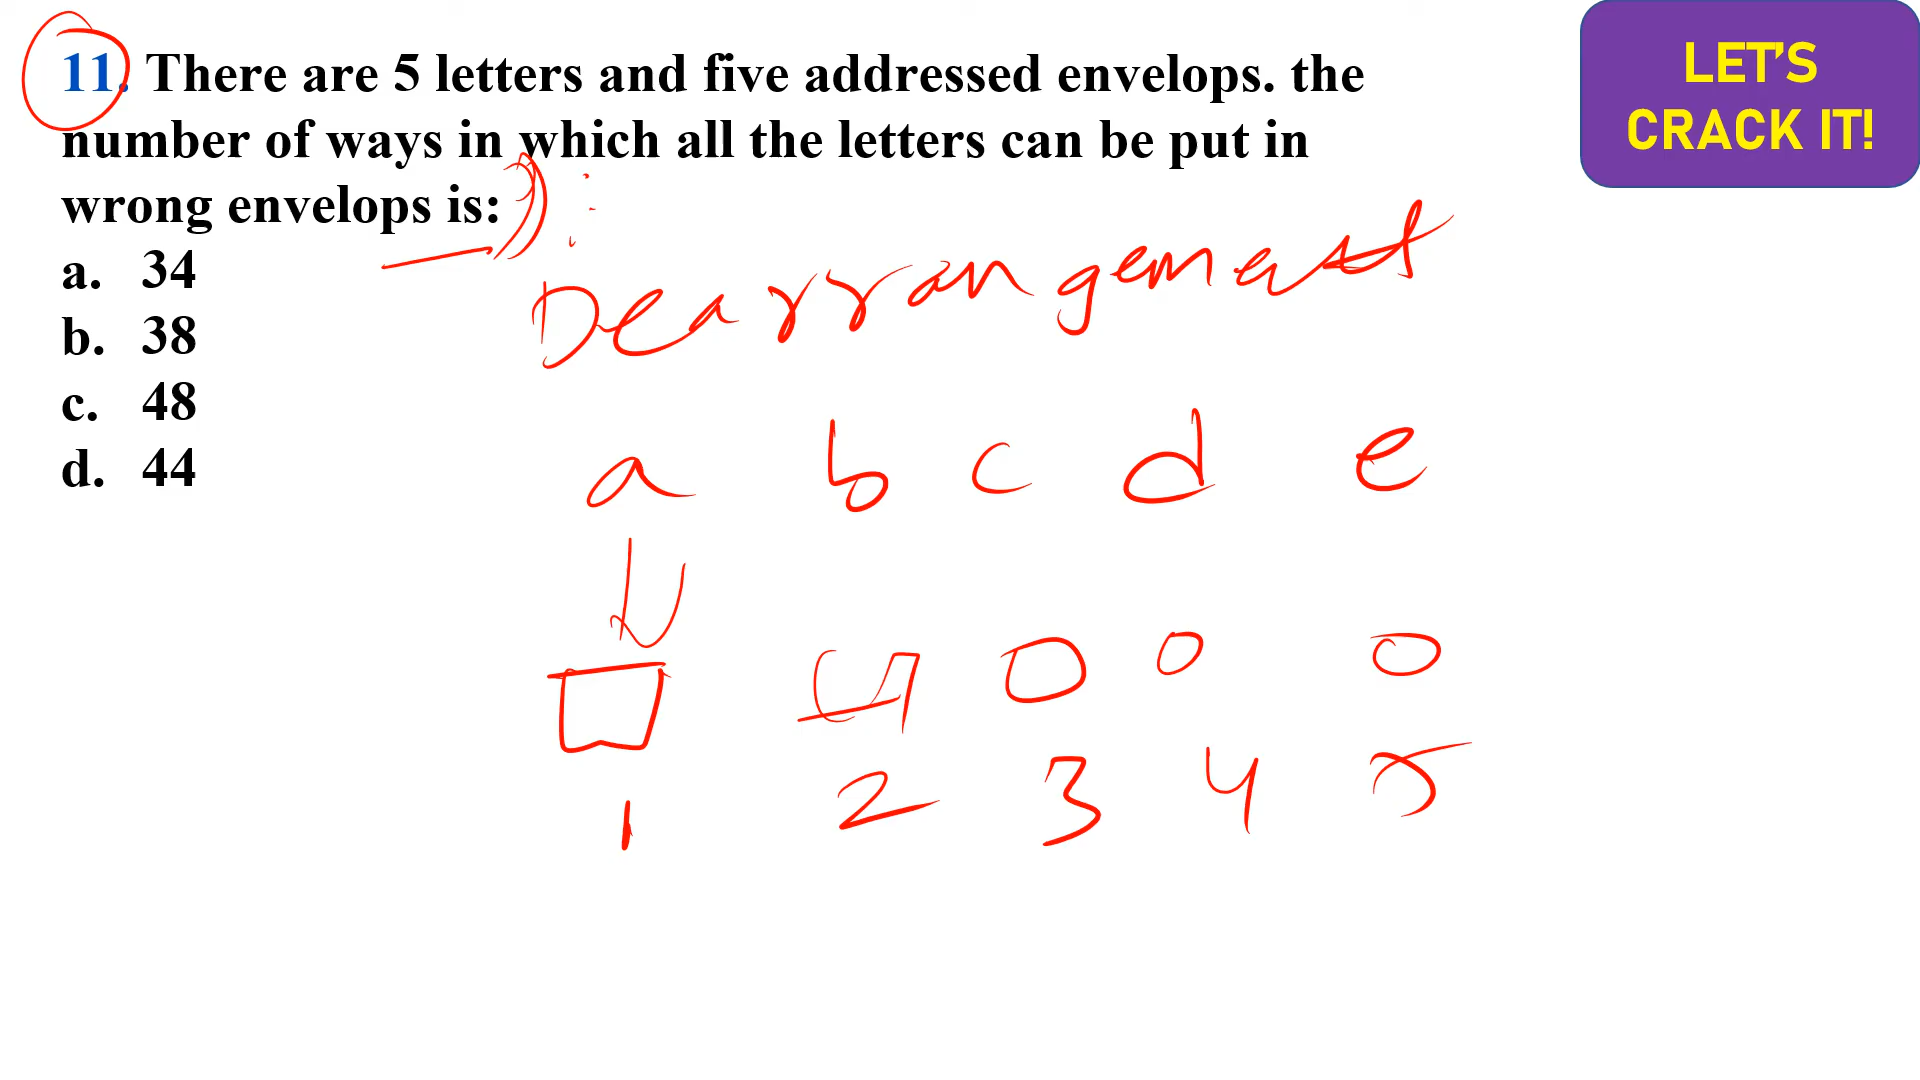 11. There are 5 letters and five addressed envelops. the
number of ways in which all the letters can be put in
wrong envelops is:
a. 34
b. 38
c. 48
d. 44
LET'S
CRACK IT!
Dearrangement
a b c d e
1 2 3 4 5